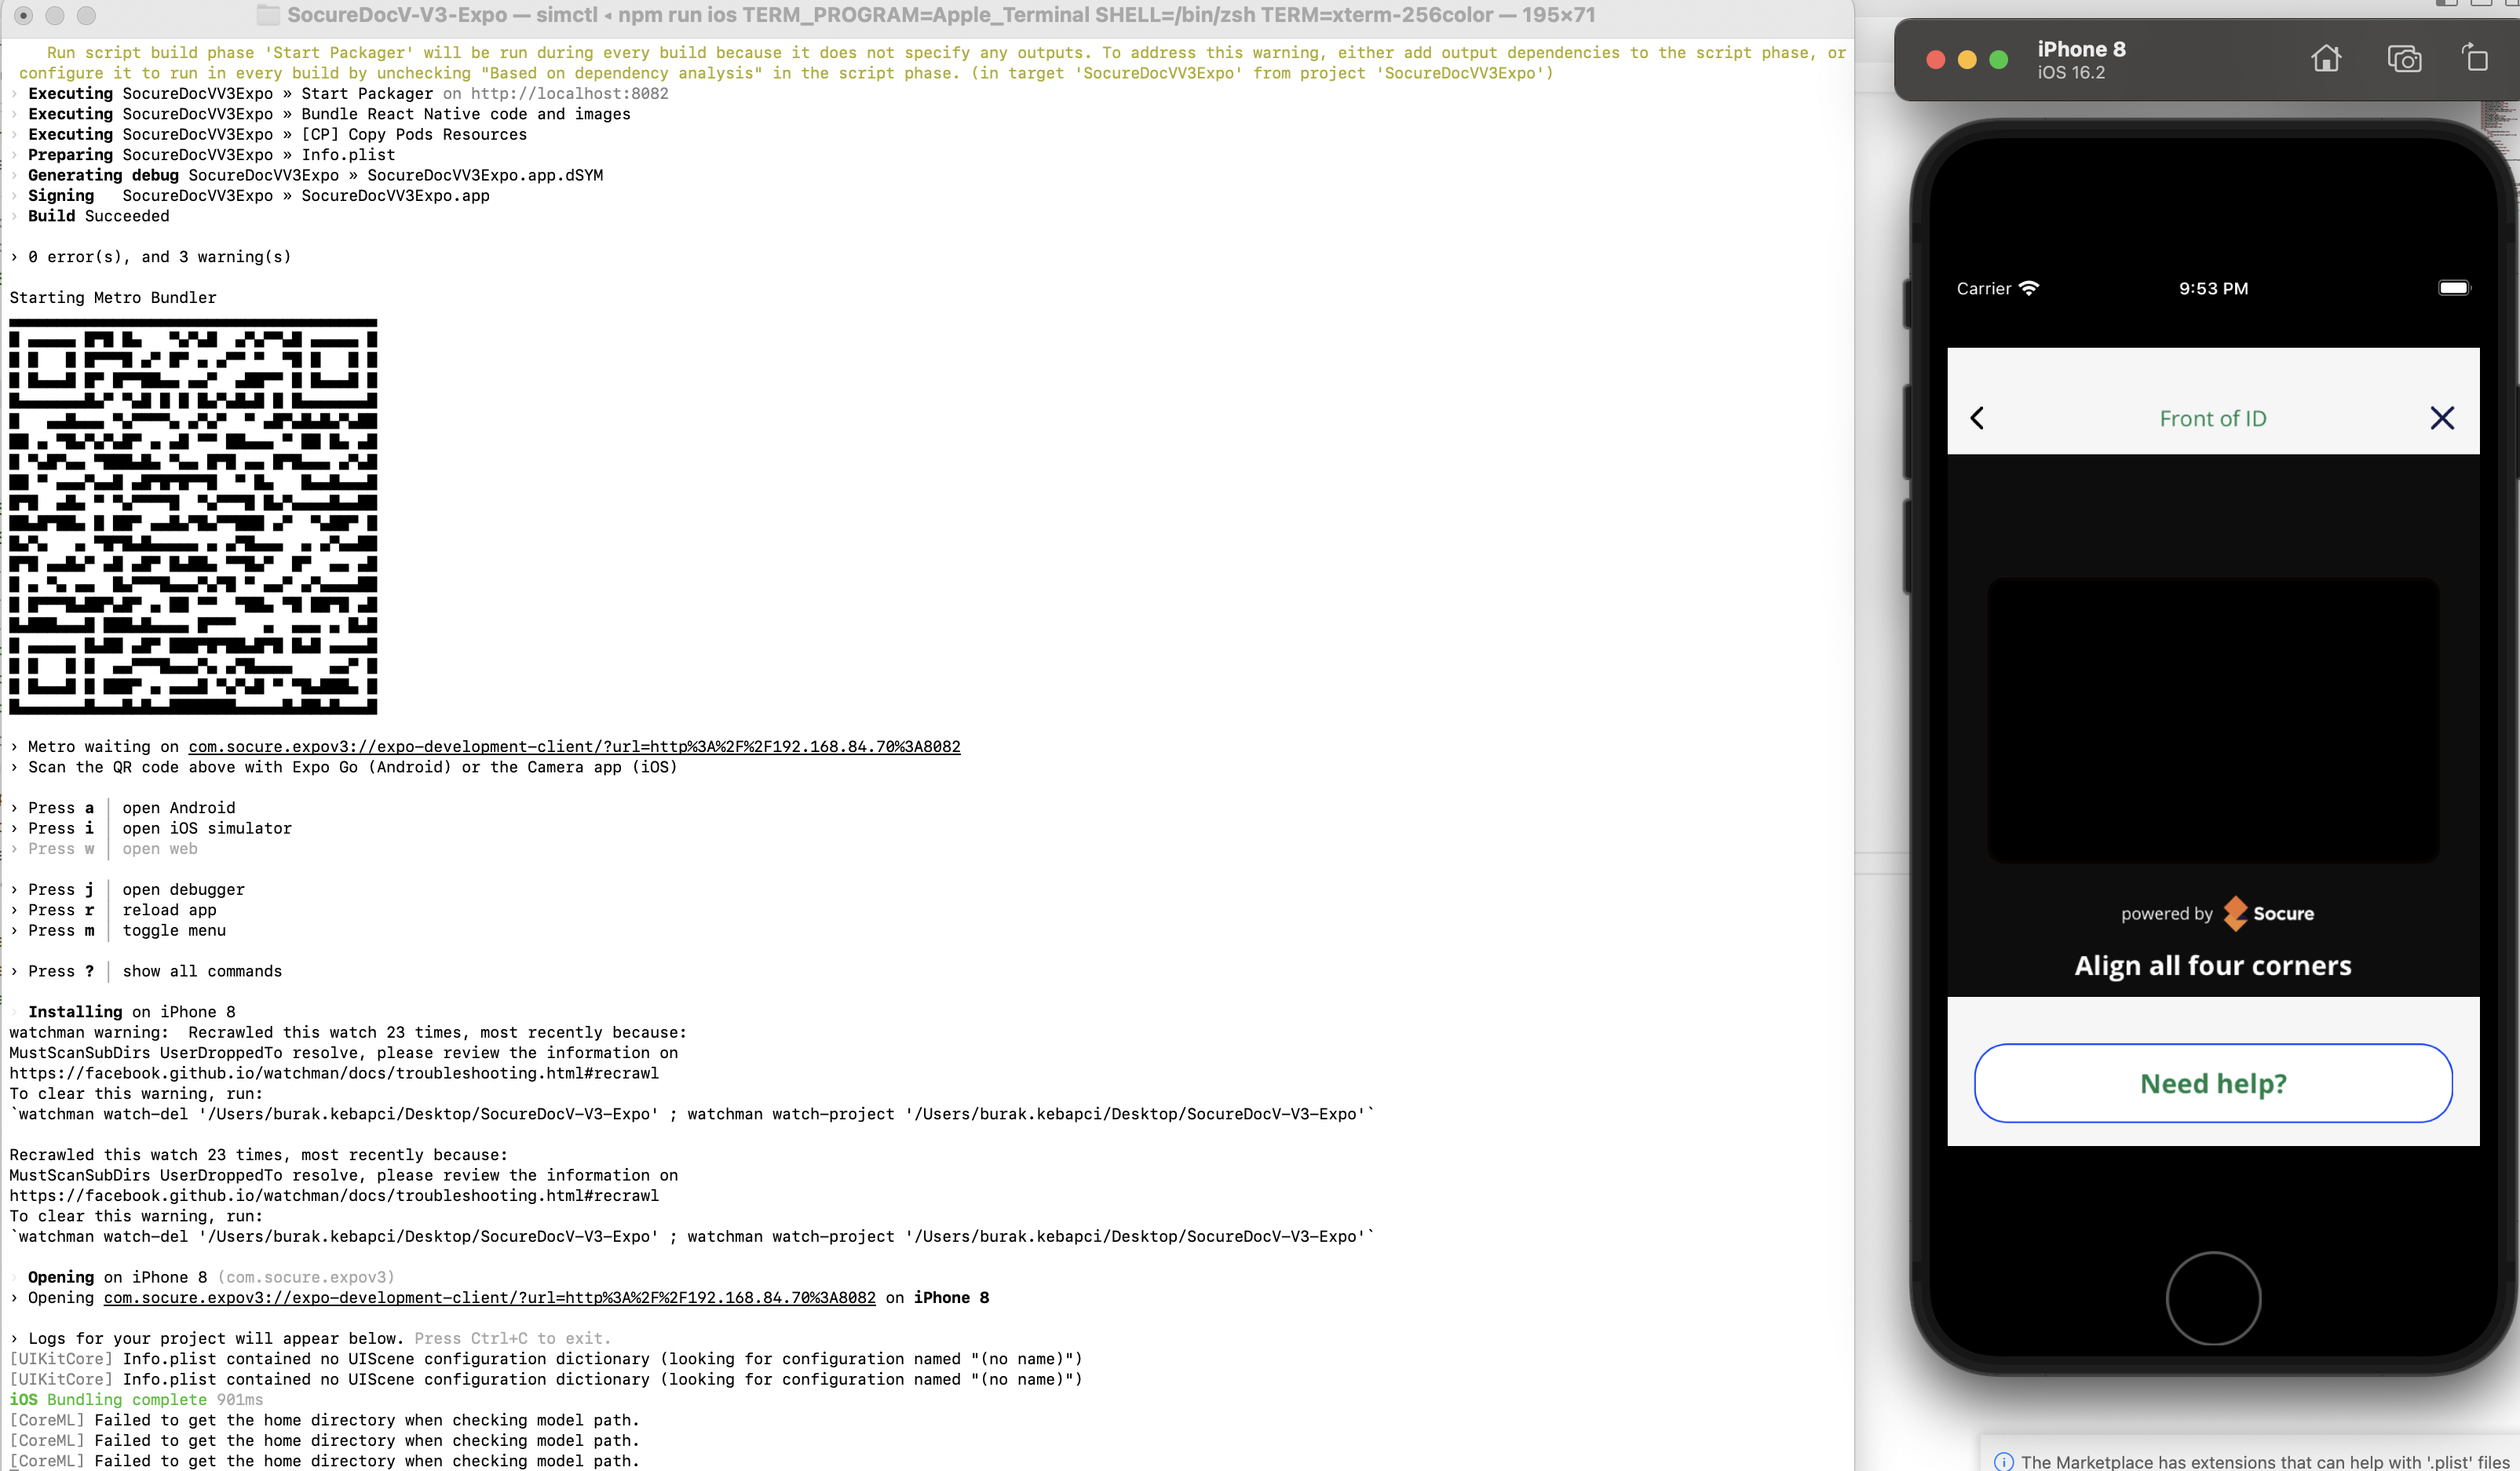 SocureDocV-V3-Expo — simctl ◂ npm run ios TERM_PROGRAM=Apple_Terminal SHELL=/bin/zsh TERM=xterm-256color — 195×71
Run script build phase 'Start Packager' will be run during every build because it does not specify any outputs. To address this warning, either add output dependencies to the script phase, or
configure it to run in every build by unchecking "Based on dependency analysis" in the script phase. (in target 'SocureDocVV3Expo' from project 'SocureDocVV3Expo')
› Executing SocureDocVV3Expo » Start Packager on http://localhost:8082
› Executing SocureDocVV3Expo » Bundle React Native code and images
› Executing SocureDocVV3Expo » [CP] Copy Pods Resources
› Preparing SocureDocVV3Expo » Info.plist
› Generating debug SocureDocVV3Expo » SocureDocVV3Expo.app.dSYM
› Signing   SocureDocVV3Expo » SocureDocVV3Expo.app
› Build Succeeded
› 0 error(s), and 3 warning(s)
Starting Metro Bundler
› Metro waiting on com.socure.expov3://expo-development-client/?url=http%3A%2F%2F192.168.84.70%3A8082
› Scan the QR code above with Expo Go (Android) or the Camera app (iOS)
› Press a │ open Android
› Press i │ open iOS simulator
› Press w │ open web
› Press j │ open debugger
› Press r │ reload app
› Press m │ toggle menu
› Press ? │ show all commands
› Installing on iPhone 8
watchman warning:  Recrawled this watch 23 times, most recently because:
MustScanSubDirs UserDroppedTo resolve, please review the information on
https://facebook.github.io/watchman/docs/troubleshooting.html#recrawl
To clear this warning, run:
`watchman watch-del '/Users/burak.kebapci/Desktop/SocureDocV-V3-Expo' ; watchman watch-project '/Users/burak.kebapci/Desktop/SocureDocV-V3-Expo'`
Recrawled this watch 23 times, most recently because:
MustScanSubDirs UserDroppedTo resolve, please review the information on
https://facebook.github.io/watchman/docs/troubleshooting.html#recrawl
To clear this warning, run:
`watchman watch-del '/Users/burak.kebapci/Desktop/SocureDocV-V3-Expo' ; watchman watch-project '/Users/burak.kebapci/Desktop/SocureDocV-V3-Expo'`
› Opening on iPhone 8 (com.socure.expov3)
› Opening com.socure.expov3://expo-development-client/?url=http%3A%2F%2F192.168.84.70%3A8082 on iPhone 8
› Logs for your project will appear below. Press Ctrl+C to exit.
[UIKitCore] Info.plist contained no UIScene configuration dictionary (looking for configuration named "(no name)")
[UIKitCore] Info.plist contained no UIScene configuration dictionary (looking for configuration named "(no name)")
iOS Bundling complete 901ms
[CoreML] Failed to get the home directory when checking model path.
[CoreML] Failed to get the home directory when checking model path.
[CoreML] Failed to get the home directory when checking model path.
iPhone 8
iOS 16.2
Carrier
9:53 PM
Front of ID
powered by Socure
Align all four corners
Need help?
The Marketplace has extensions that can help with '.plist' files